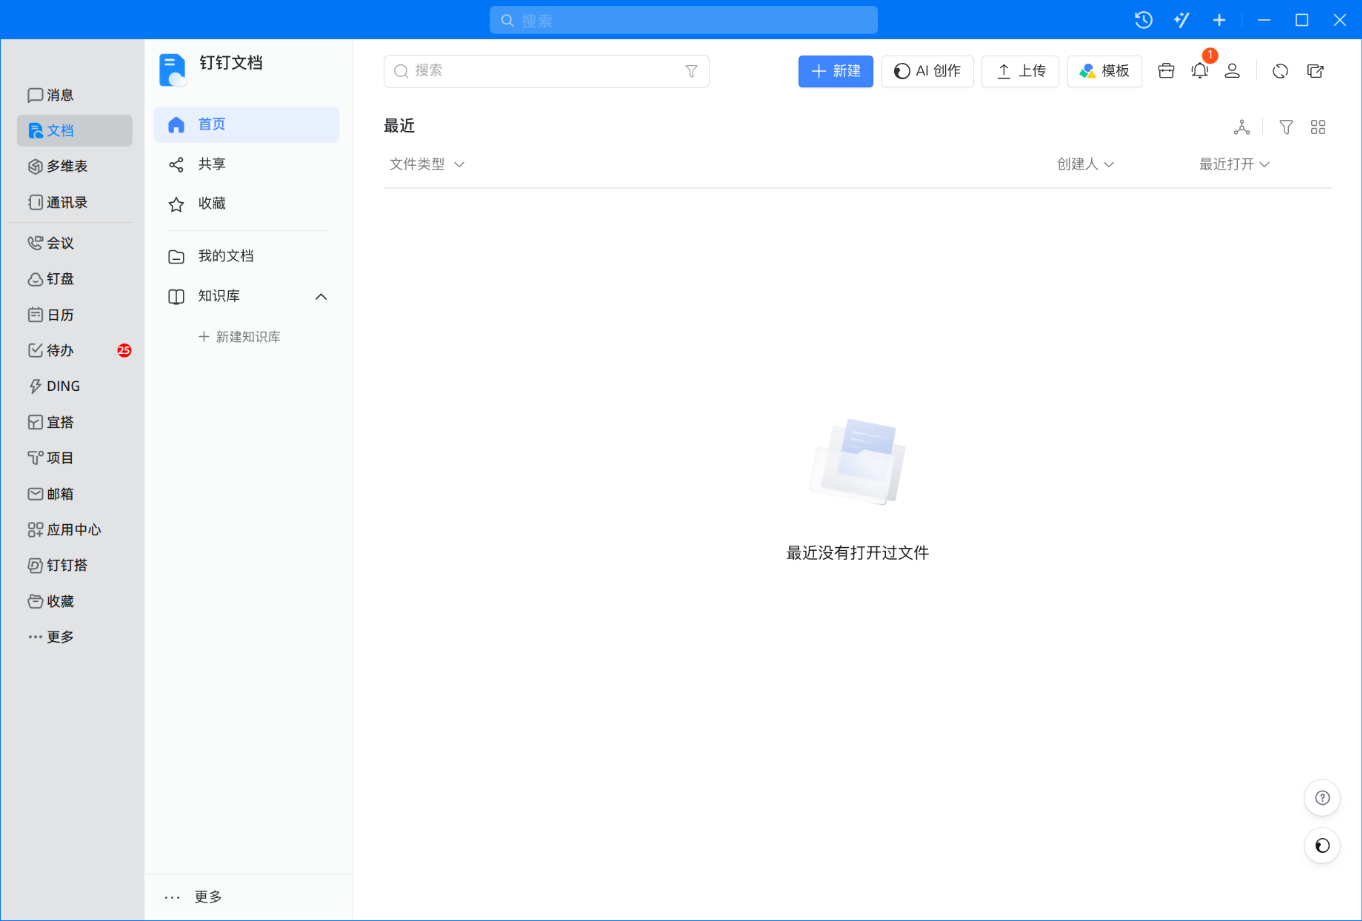 搜索
消息
文档
多维表
通讯录
会议
钉盘
日历
待办
25
DING
宜搭
项目
邮箱
应用中心
钉钉搭
收藏
更多
钉钉文档
首页
共享
收藏
我的文档
知识库
新建知识库
更多
搜索
新建
AI 创作
上传
模板
1
最近
文件类型
创建人
最近打开
最近没有打开过文件